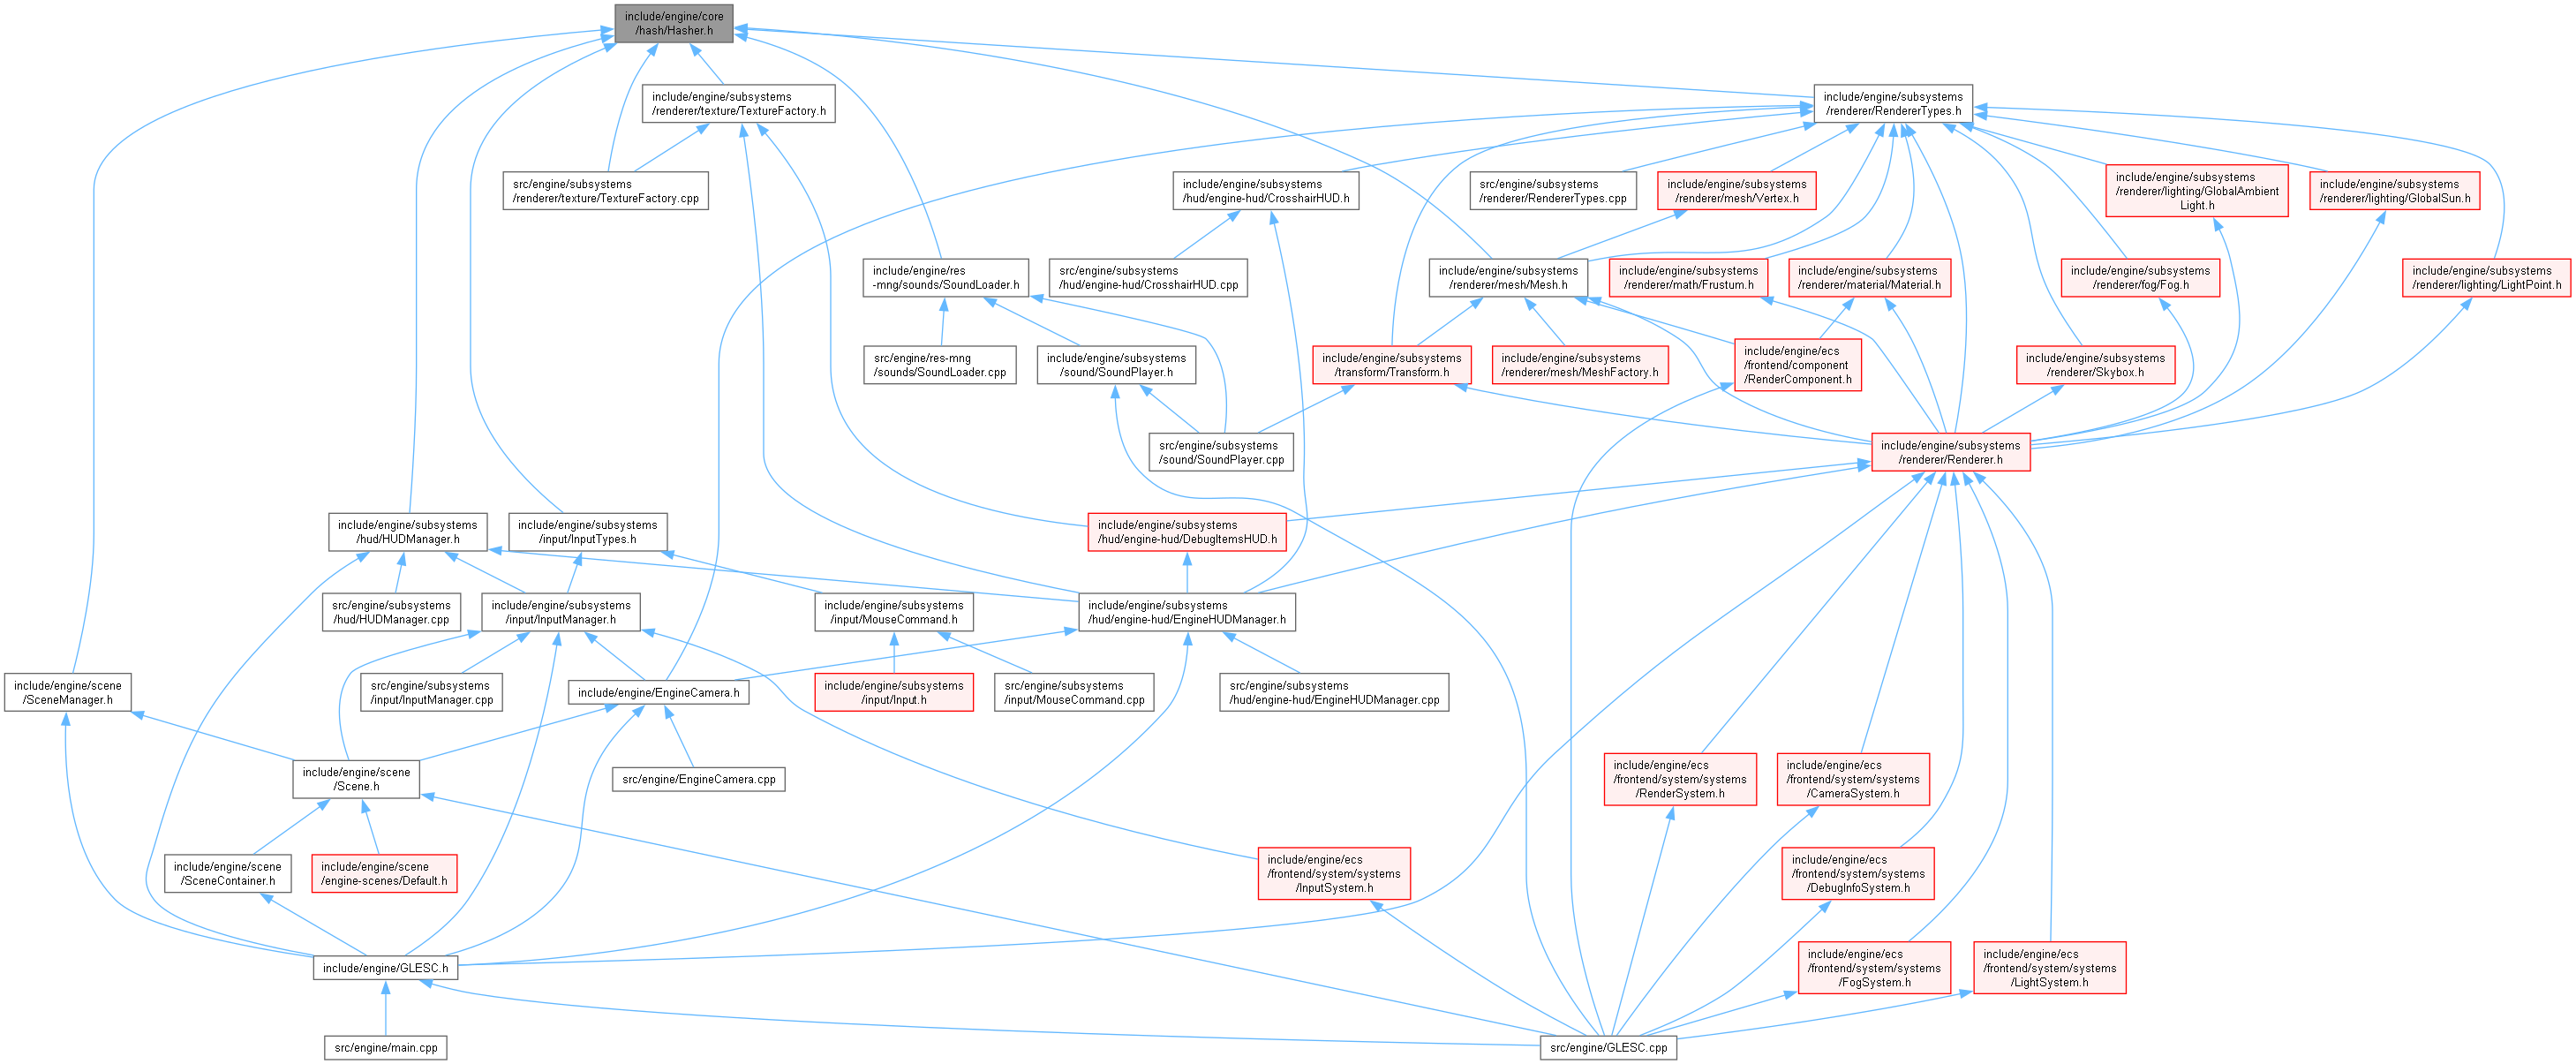 include/engine/core
/hash/Hasher.h
include/engine/subsystems
/renderer/texture/TextureFactory.h
include/engine/subsystems
/renderer/RendererTypes.h
src/engine/subsystems
/renderer/texture/TextureFactory.cpp
include/engine/subsystems
/hud/engine-hud/CrosshairHUD.h
src/engine/subsystems
/renderer/RendererTypes.cpp
include/engine/subsystems
/renderer/mesh/Vertex.h
include/engine/subsystems
/renderer/lighting/GlobalAmbient
Light.h
include/engine/subsystems
/renderer/lighting/GlobalSun.h
include/engine/res
-mng/sounds/SoundLoader.h
src/engine/subsystems
/hud/engine-hud/CrosshairHUD.cpp
include/engine/subsystems
/renderer/mesh/Mesh.h
include/engine/subsystems
/renderer/math/Frustum.h
include/engine/subsystems
/renderer/material/Material.h
include/engine/subsystems
/renderer/fog/Fog.h
include/engine/subsystems
/renderer/lighting/LightPoint.h
src/engine/res-mng
/sounds/SoundLoader.cpp
include/engine/subsystems
/sound/SoundPlayer.h
include/engine/subsystems
/transform/Transform.h
include/engine/subsystems
/renderer/mesh/MeshFactory.h
include/engine/ecs
/frontend/component
/RenderComponent.h
include/engine/subsystems
/renderer/Skybox.h
src/engine/subsystems
/sound/SoundPlayer.cpp
include/engine/subsystems
/renderer/Renderer.h
include/engine/subsystems
/hud/HUDManager.h
include/engine/subsystems
/input/InputTypes.h
include/engine/subsystems
/hud/engine-hud/DebugItemsHUD.h
src/engine/subsystems
/hud/HUDManager.cpp
include/engine/subsystems
/input/InputManager.h
include/engine/subsystems
/input/MouseCommand.h
include/engine/subsystems
/hud/engine-hud/EngineHUDManager.h
include/engine/scene
/SceneManager.h
src/engine/subsystems
/input/InputManager.cpp
include/engine/EngineCamera.h
include/engine/subsystems
/input/Input.h
src/engine/subsystems
/input/MouseCommand.cpp
src/engine/subsystems
/hud/engine-hud/EngineHUDManager.cpp
include/engine/scene
/Scene.h
src/engine/EngineCamera.cpp
include/engine/ecs
/frontend/system/systems
/RenderSystem.h
include/engine/ecs
/frontend/system/systems
/CameraSystem.h
include/engine/scene
/SceneContainer.h
include/engine/scene
/engine-scenes/Default.h
include/engine/ecs
/frontend/system/systems
/InputSystem.h
include/engine/ecs
/frontend/system/systems
/DebugInfoSystem.h
include/engine/GLESC.h
include/engine/ecs
/frontend/system/systems
/FogSystem.h
include/engine/ecs
/frontend/system/systems
/LightSystem.h
src/engine/main.cpp
src/engine/GLESC.cpp